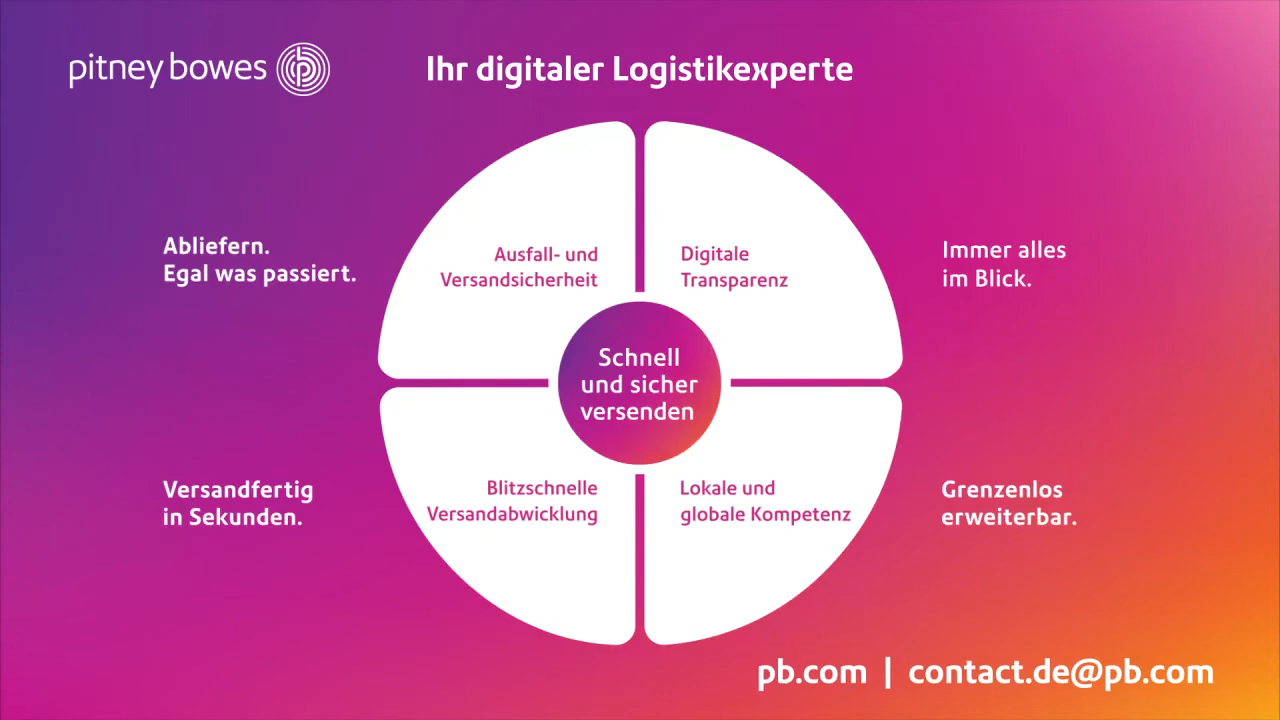 pitney bowes
Ihr digitaler Logistikexperte
Abliefern.
Egal was passiert.
Ausfall- und
Versandsicherheit
Digitale
Transparenz
Immer alles
im Blick.
Schnell
und sicher
versenden
Versandfertig
in Sekunden.
Blitzschnelle
Versandabwicklung
Lokale und
globale Kompetenz
Grenzenlos
erweiterbar.
pb.com | contact.de@pb.com